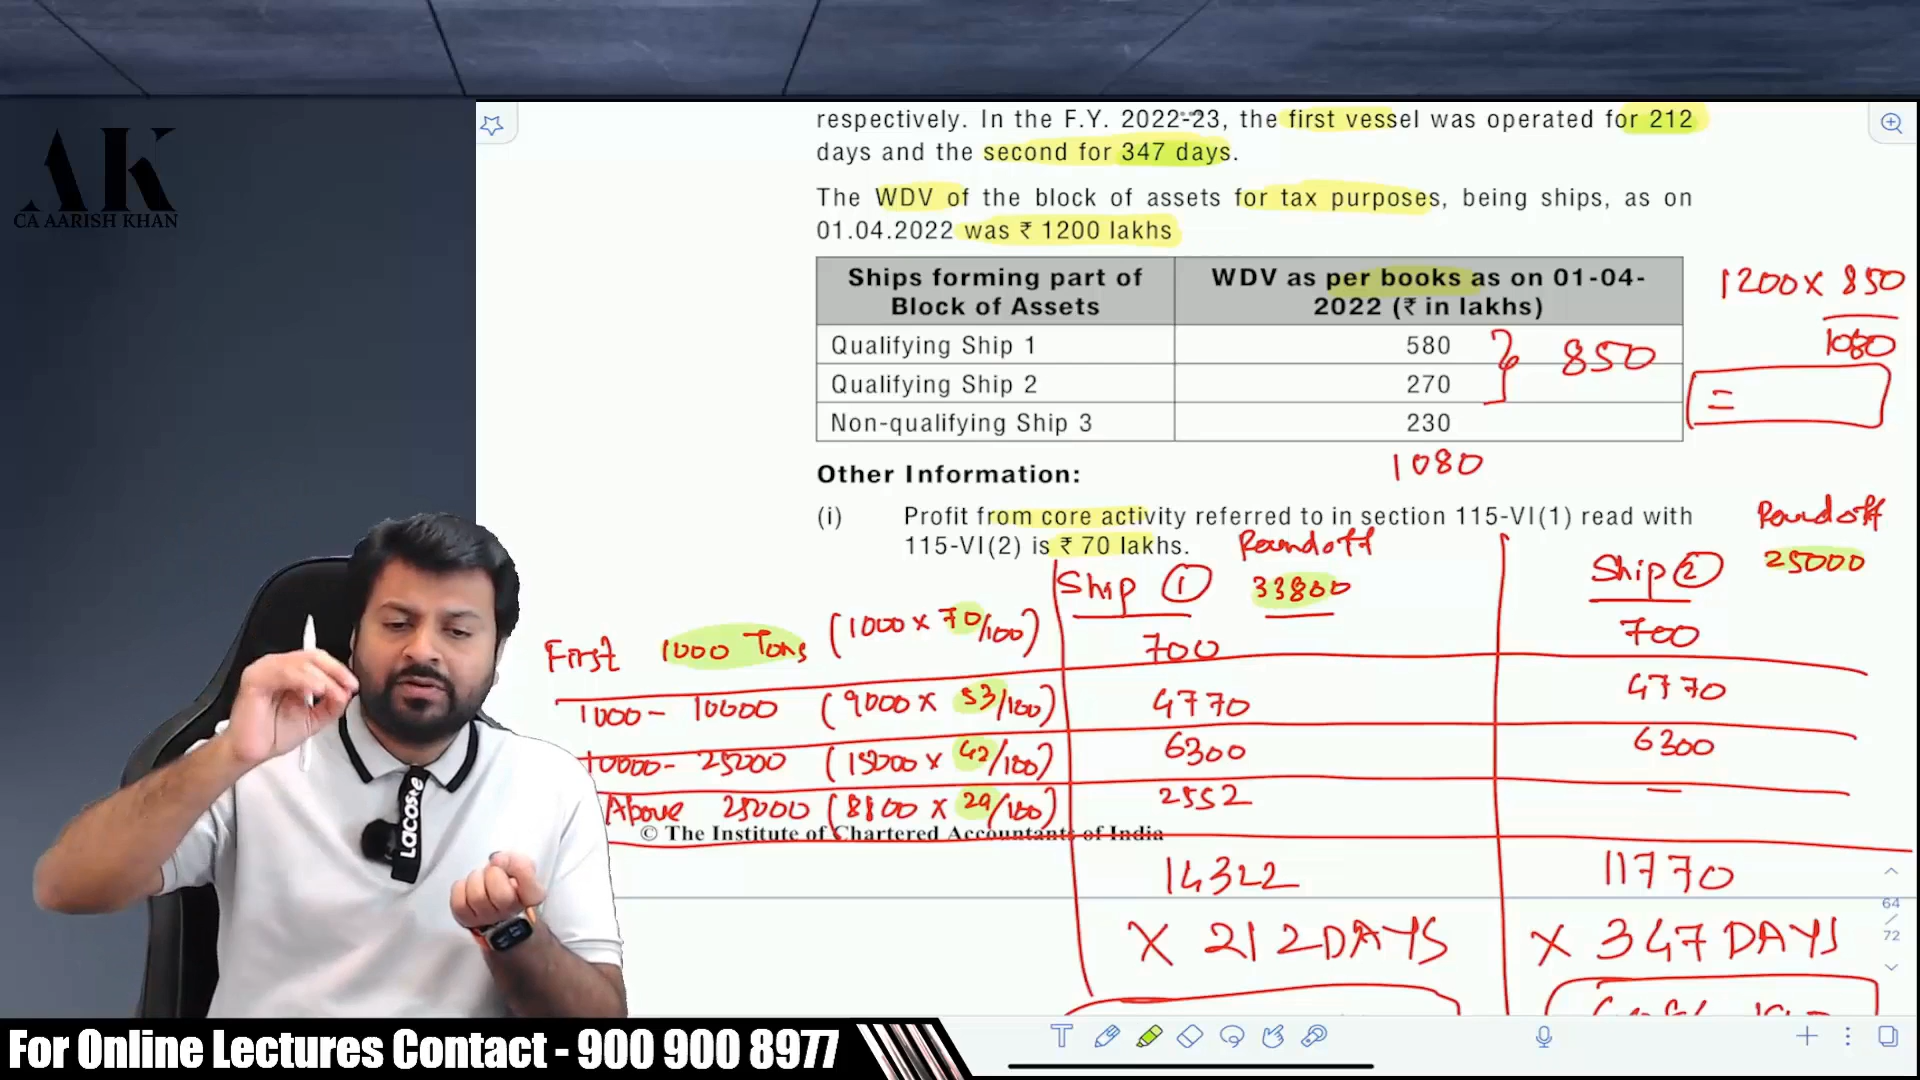 AK
CA AARISH KHAN
respectively. In the F.Y. 2022-23, the first vessel was operated for 212
days and the second for 347 days.
The WDV of the block of assets for tax purposes, being ships, as on
01.04.2022 was ₹ 1200 lakhs
Ships forming part of Block of Assets
WDV as per books as on 01-04-2022 (₹ in lakhs)
Qualifying Ship 1 580
Qualifying Ship 2 270
Non-qualifying Ship 3 230
850
1080
1200 x 850
1080
=
Other Information:
(i) Profit from core activity referred to in section 115-VI(1) read with
115-VI(2) is ₹ 70 lakhs.
Roundoff
33800
Roundoff
25000
Ship ①
Ship ②
First 1000 Tons (1000 x 70/100) 700 700
1000 - 10000 (9000 x 53/100) 4770 4770
10000 - 25000 (15000 x 42/100) 6300 6300
Above 25000 (8800 x 29/100) 2552 —
© The Institute of Chartered Accountants of India
14322 11770
X 212 DAYS X 347 DAYS
64
/
72
LACOSTE
For Online Lectures Contact - 900 900 8977